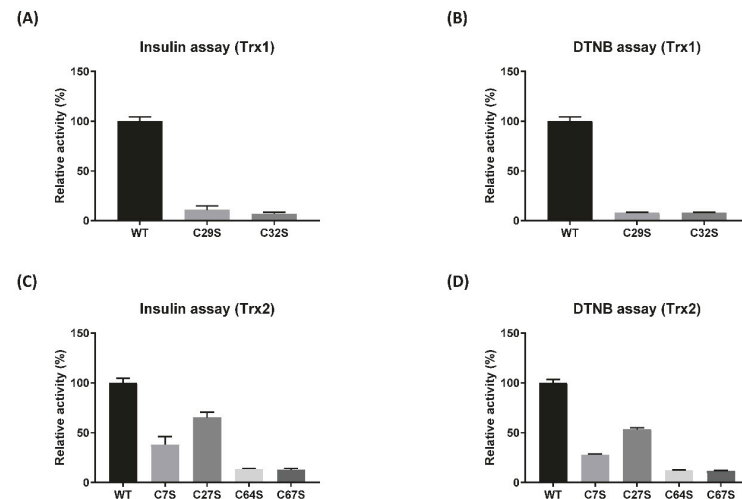 (A)
Insulin assay (Trx1)
Relative activity (%)
150
100
50
0
WT C29S C32S
(B)
DTNB assay (Trx1)
Relative activity (%)
150
100
50
0
WT C29S C32S
(C)
Insulin assay (Trx2)
Relative activity (%)
150
100
50
0
WT C7S C27S C64S C67S
(D)
DTNB assay (Trx2)
Relative activity (%)
150
100
50
0
WT C7S C27S C64S C67S